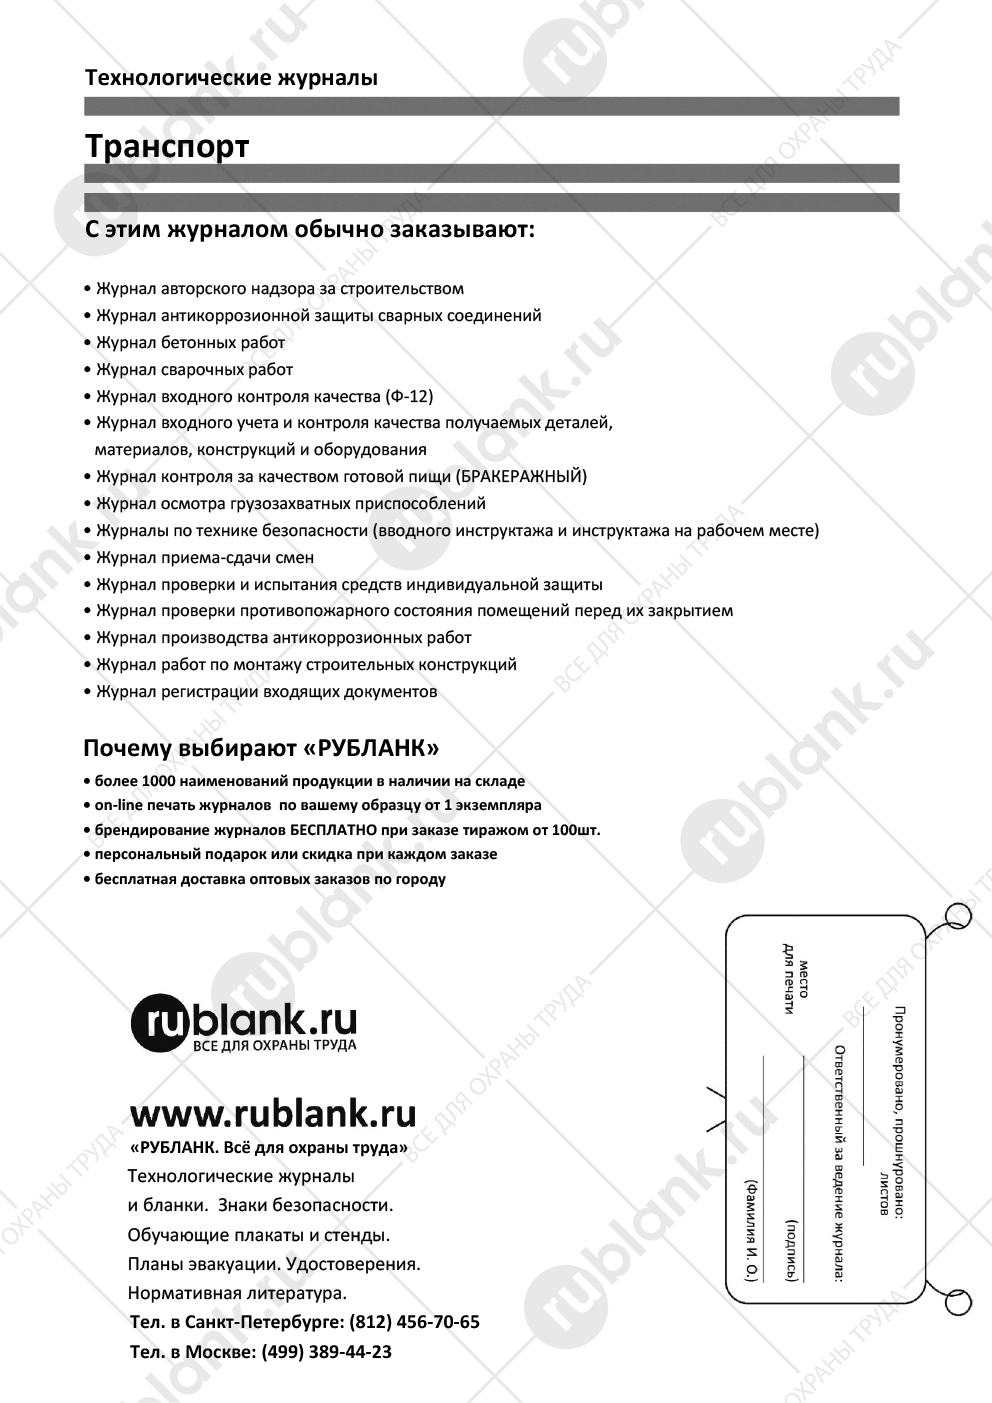 Технологические журналы
Транспорт
С этим журналом обычно заказывают:
• Журнал авторского надзора за строительством
• Журнал антикоррозионной защиты сварных соединений
• Журнал бетонных работ
• Журнал сварочных работ
• Журнал входного контроля качества (Ф-12)
• Журнал входного учета и контроля качества получаемых деталей,
материалов, конструкций и оборудования
• Журнал контроля за качеством готовой пищи (БРАКЕРАЖНЫЙ)
• Журнал осмотра грузозахватных приспособлений
• Журналы по технике безопасности (вводного инструктажа и инструктажа на рабочем месте)
• Журнал приема-сдачи смен
• Журнал проверки и испытания средств индивидуальной защиты
• Журнал проверки противопожарного состояния помещений перед их закрытием
• Журнал производства антикоррозионных работ
• Журнал работ по монтажу строительных конструкций
• Журнал регистрации входящих документов
Почему выбирают «РУБЛАНК»
• более 1000 наименований продукции в наличии на складе
• on-line печать журналов по вашему образцу от 1 экземпляра
• брендирование журналов БЕСПЛАТНО при заказе тиражом от 100шт.
• персональный подарок или скидка при каждом заказе
• бесплатная доставка оптовых заказов по городу
rublank.ru
ВСЕ ДЛЯ ОХРАНЫ ТРУДА
www.rublank.ru
«РУБЛАНК. Всё для охраны труда»
Технологические журналы
и бланки. Знаки безопасности.
Обучающие плакаты и стенды.
Планы эвакуации. Удостоверения.
Нормативная литература.
Тел. в Санкт-Петербурге: (812) 456-70-65
Тел. в Москве: (499) 389-44-23
Пронумеровано, прошнуровано:
листов
Ответственный за ведение журнала:
место
для печати
(подпись)
(Фамилия И. О.)